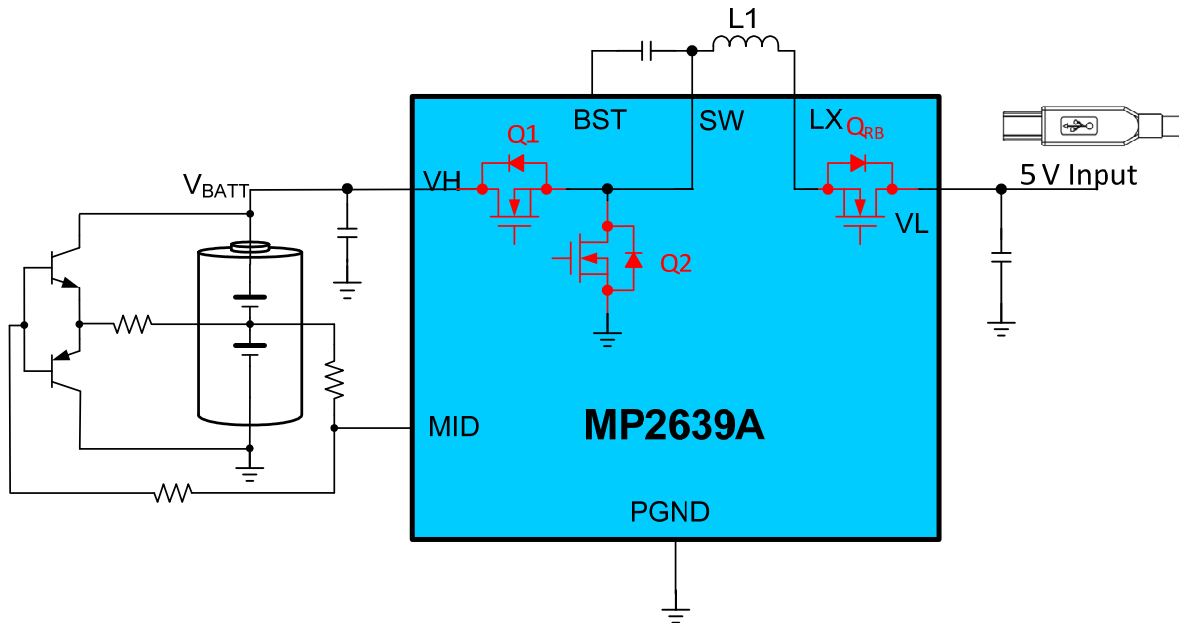 L1
BST
SW
LX
Q1
QRB
5 V Input
VBATT
VH
VL
Q2
MID
MP2639A
PGND